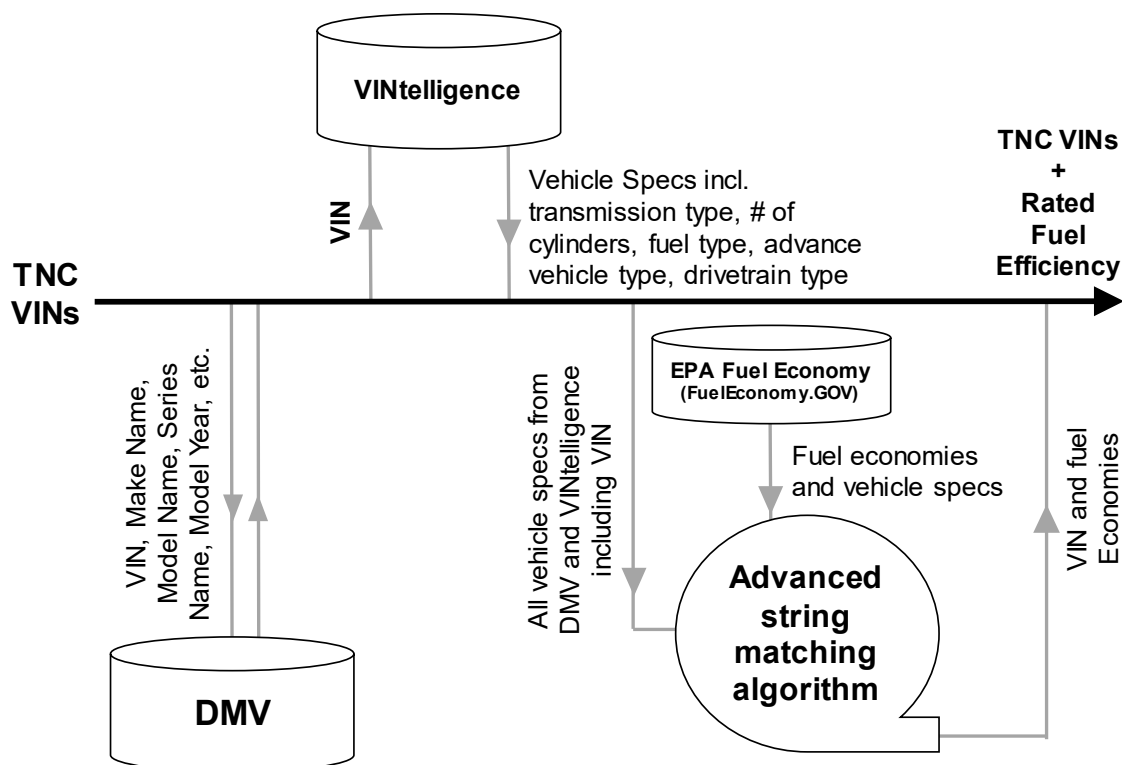 VINtelligence
TNC VINs
+
Rated
Fuel
Efficiency
VIN
Vehicle Specs incl.
transmission type, # of
cylinders, fuel type, advance
vehicle type, drivetrain type
TNC
VINs
VIN, Make Name,
Model Name, Series
Name, Model Year, etc.
DMV
All vehicle specs from
DMV and VINtelligence
including VIN
EPA Fuel Economy
(FuelEconomy.GOV)
Fuel economies
and vehicle specs
Advanced
string
matching
algorithm
VIN and fuel
Economies